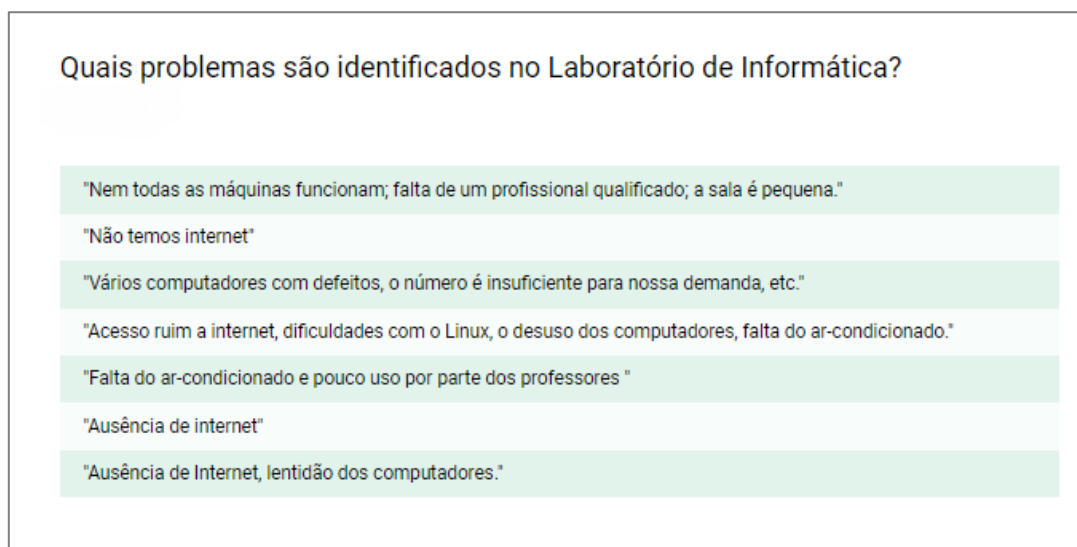 Quais problemas são identificados no Laboratório de Informática?
"Nem todas as máquinas funcionam; falta de um profissional qualificado; a sala é pequena."
"Não temos internet"
"Vários computadores com defeitos, o número é insuficiente para nossa demanda, etc."
"Acesso ruim a internet, dificuldades com o Linux, o desuso dos computadores, falta do ar-condicionado."
"Falta do ar-condicionado e pouco uso por parte dos professores "
"Ausência de internet"
"Ausência de Internet, lentidão dos computadores."